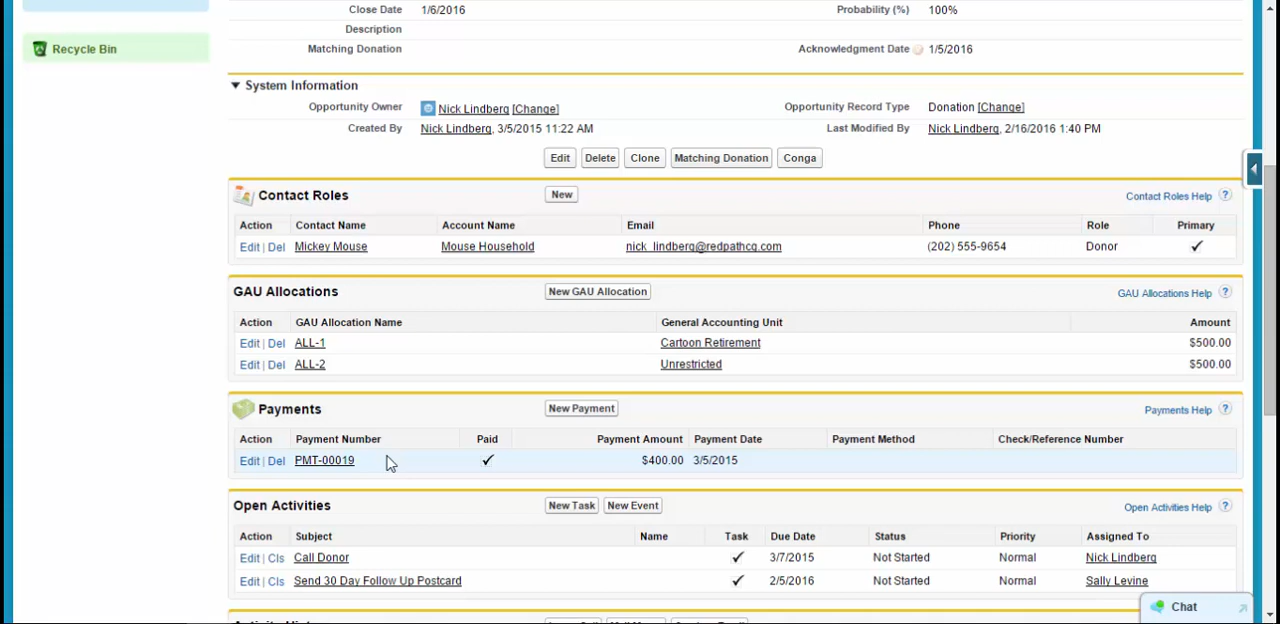 Close Date 1/6/2016 Probability (%) 100%
Description
Recycle Bin
Matching Donation Acknowledgment Date 1/5/2016
System Information
Opportunity Owner Nick Lindberg [Change] Opportunity Record Type Donation [Change]
Created By Nick Lindberg, 3/5/2015 11:22 AM Last Modified By Nick Lindberg, 2/16/2016 1:40 PM
Edit Delete Clone Matching Donation Conga
Contact Roles New Contact Roles Help ?
Action Contact Name Account Name Email Phone Role Primary
Edit | Del Mickey Mouse Mouse Household nick_lindberg@redpathcg.com (202) 555-9654 Donor
GAU Allocations New GAU Allocation GAU Allocations Help ?
Action GAU Allocation Name General Accounting Unit Amount
Edit | Del ALL-1 Cartoon Retirement $500.00
Edit | Del ALL-2 Unrestricted $500.00
Payments New Payment Payments Help ?
Action Payment Number Paid Payment Amount Payment Date Payment Method Check/Reference Number
Edit | Del PMT-00019 $400.00 3/5/2015
Open Activities New Task New Event Open Activities Help ?
Action Subject Name Task Due Date Status Priority Assigned To
Edit | Cls Call Donor 3/7/2015 Not Started Normal Nick Lindberg
Edit | Cls Send 30 Day Follow Up Postcard 2/5/2016 Not Started Normal Sally Levine
Chat